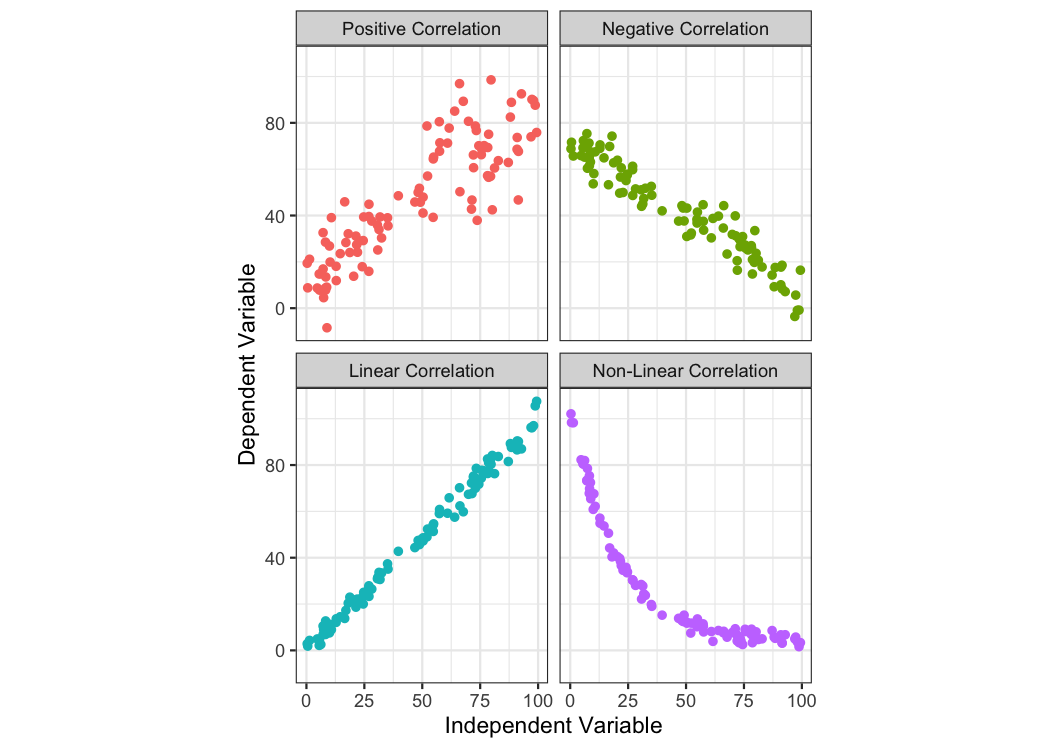 Positive Correlation
Negative Correlation
80
40
0
Dependent Variable
Linear Correlation
Non-Linear Correlation
80
40
0
0 25 50 75 100
0 25 50 75 100
Independent Variable